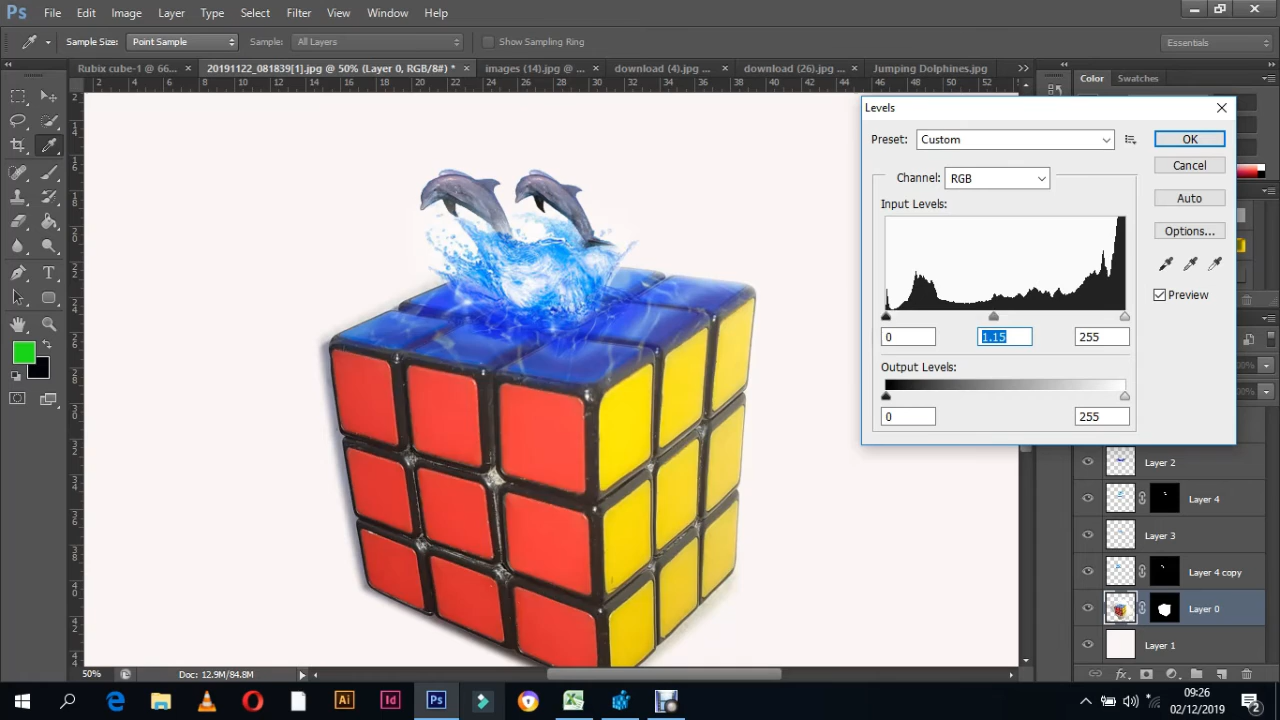 Ps File Edit Image Layer Type Select Filter View Window Help
Sample Size: Point Sample Sample: All Layers Show Sampling Ring Essentials
Rubix cube-1 @ 66... × 20191122_081839[1].jpg @ 50% (Layer 0, RGB/8#) * × images (14).jpg @ ... × download (4).jpg ... × download (26).jpg ... × Jumping Dolphines.jpg
Color Swatches
Levels
Preset: Custom OK
Cancel
Channel: RGB
Auto
Input Levels:
Options...
Preview
0 1.15 255
Output Levels:
0 255
Layer 2
Layer 4
Layer 3
Layer 4 copy
Layer 0
Layer 1
50% Doc: 12.9M/84.8M
Ai Id Ps
09:26
02/12/2019
2